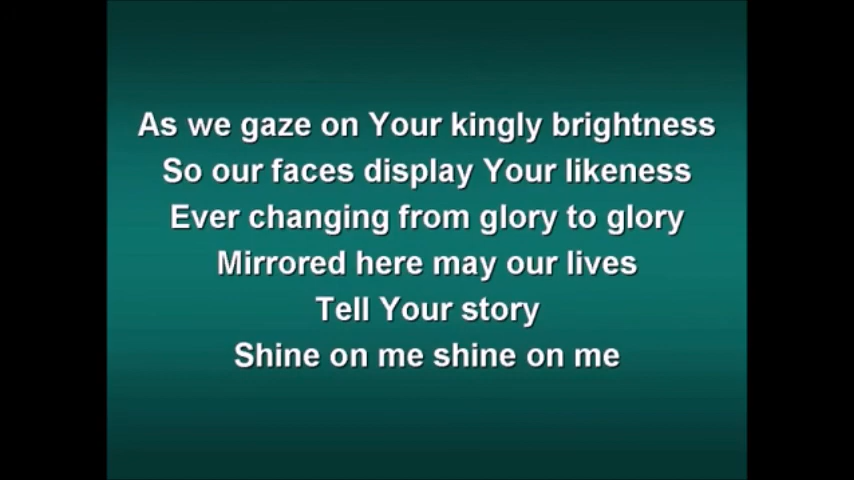 As we gaze on Your kingly brightness
So our faces display Your likeness
Ever changing from glory to glory
Mirrored here may our lives
Tell Your story
Shine on me shine on me